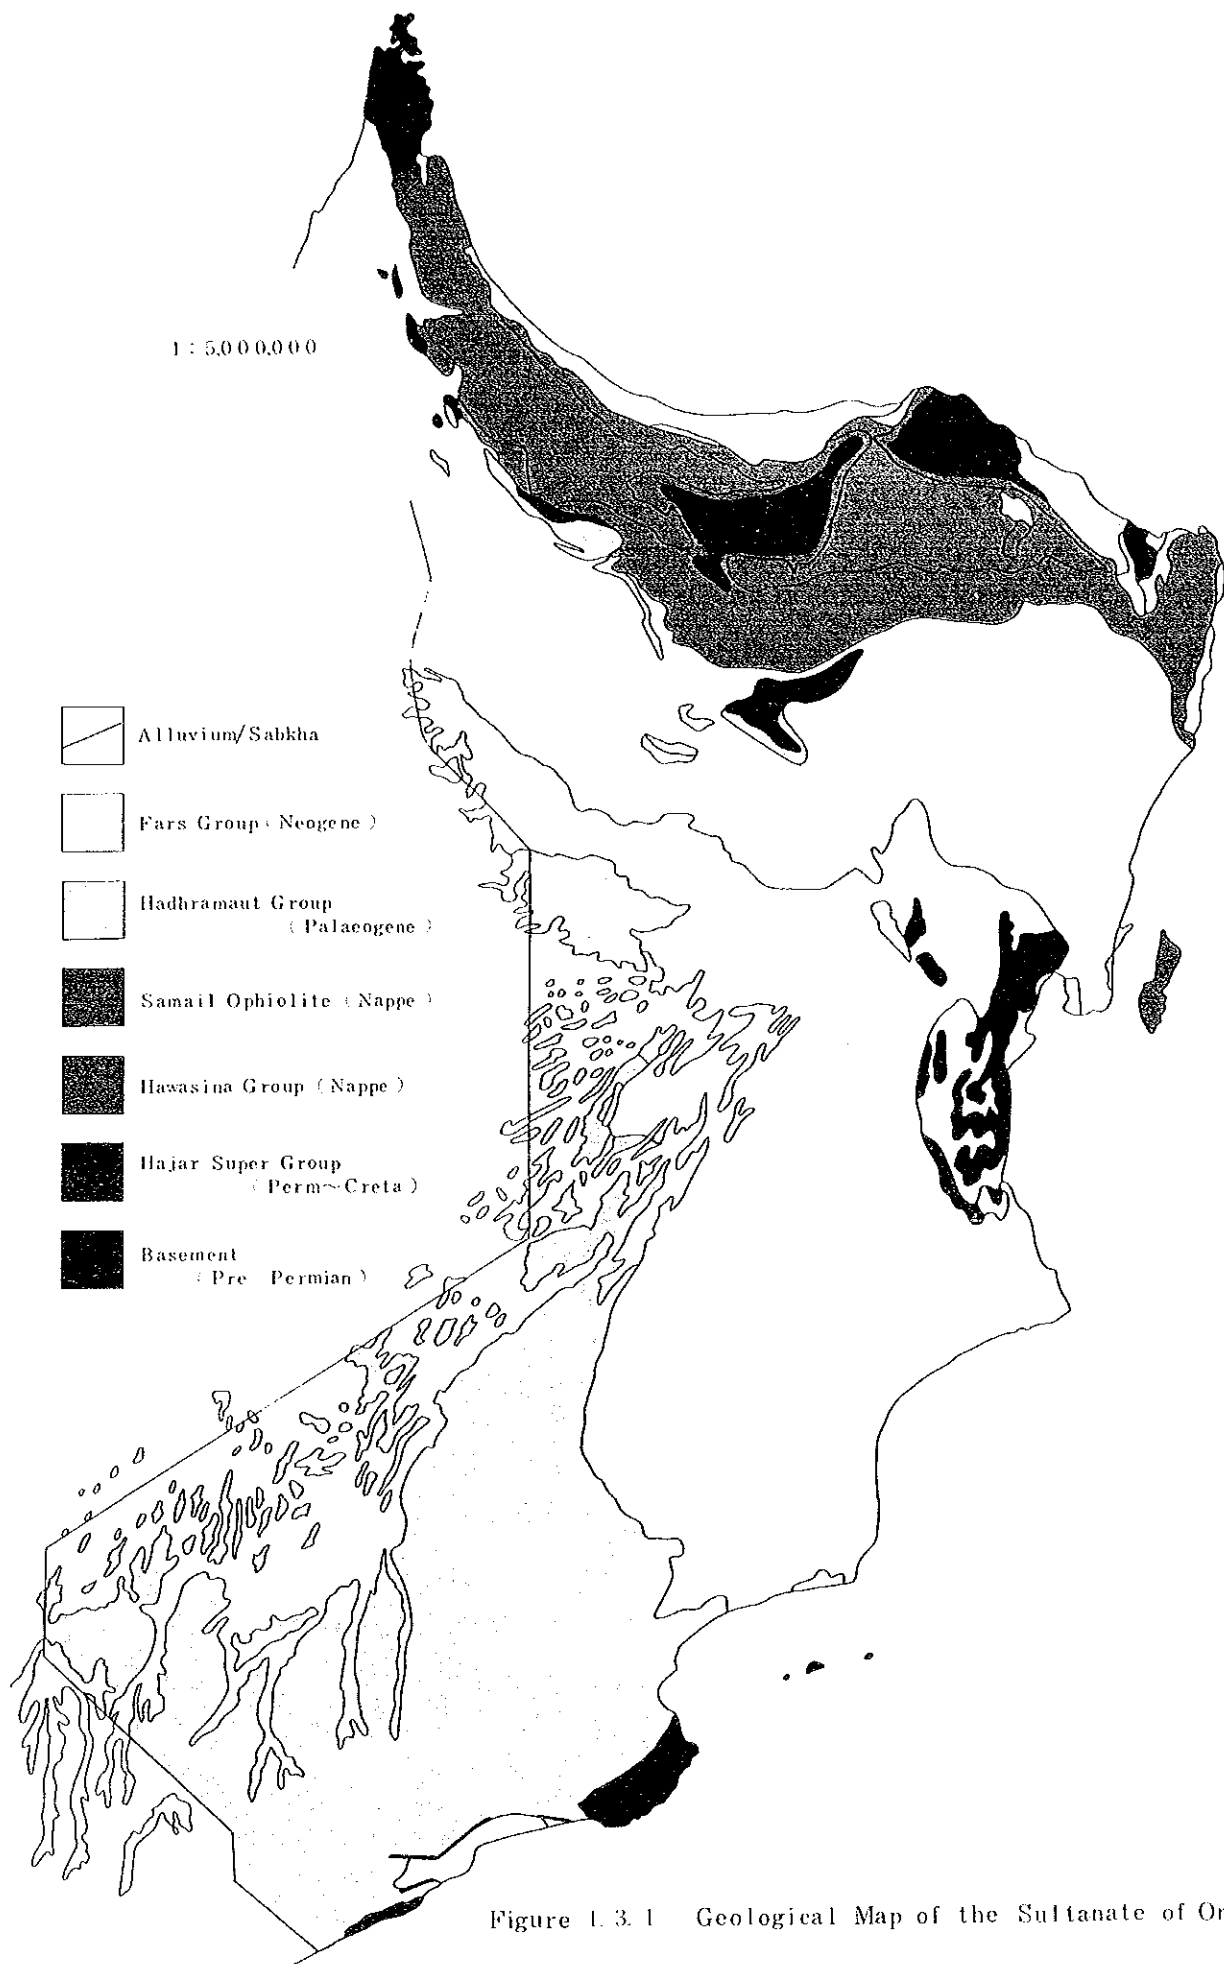 1 : 5,000,000
Alluvium/Sabkha
Fars Group (Neogene)
Hadhramaut Group
(Palaeogene)
Samail Ophiolite (Nappe)
Hawasina Group (Nappe)
Hajar Super Group
(Perm~Creta)
Basement
(Pre Permian)
Figure 1.3.1 Geological Map of the Sultanate of